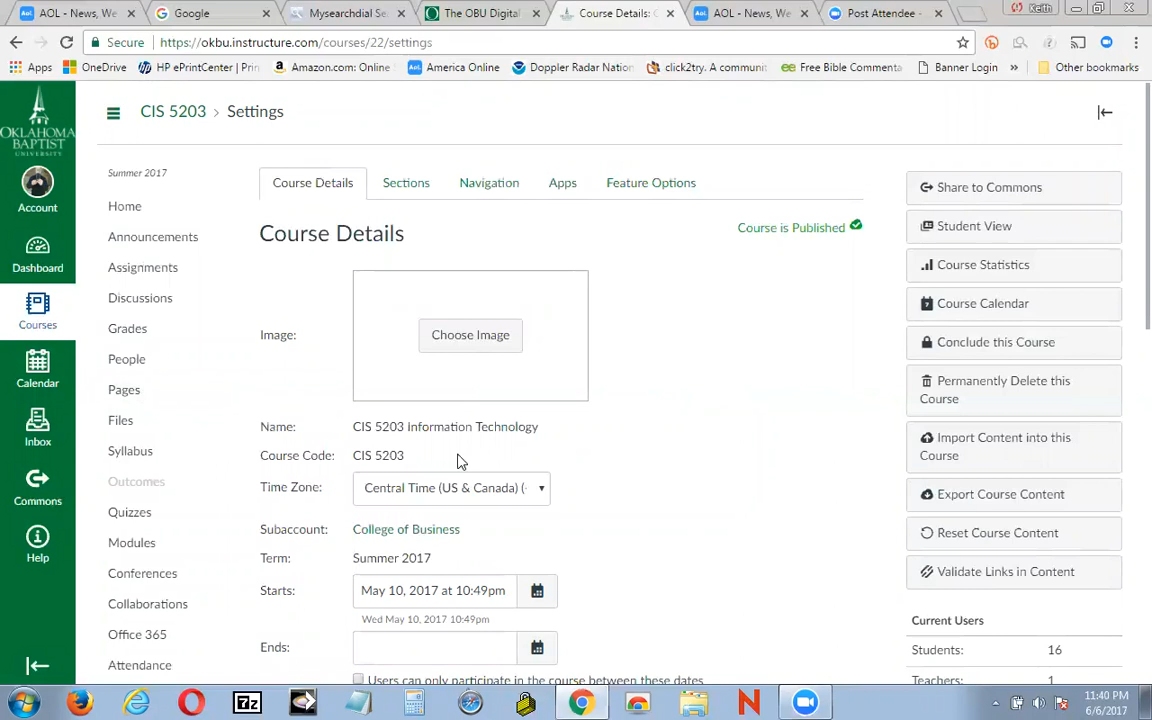 AOL - News, We
Google
Mysearchdial Se
The OBU Digital
Course Details: C
AOL - News, We
Post Attendee -
Keith
Secure
https://okbu.instructure.com/courses/22/settings
Apps
OneDrive
HP ePrintCenter | Prin
Amazon.com: Online
America Online
Doppler Radar Nation
click2try. A communit
Free Bible Commenta
Banner Login
»
Other bookmarks
OKLAHOMA
BAPTIST
UNIVERSITY
Account
Dashboard
Courses
Calendar
Inbox
Commons
Help
CIS 5203 > Settings
Summer 2017
Home
Announcements
Assignments
Discussions
Grades
People
Pages
Files
Syllabus
Outcomes
Quizzes
Modules
Conferences
Collaborations
Office 365
Attendance
Course Details
Sections
Navigation
Apps
Feature Options
Course Details
Course is Published
Image:
Choose Image
Name: CIS 5203 Information Technology
Course Code: CIS 5203
Time Zone: Central Time (US & Canada) (-
Subaccount: College of Business
Term: Summer 2017
Starts: May 10, 2017 at 10:49pm
Wed May 10, 2017 10:49pm
Ends:
Users can only participate in the course between these dates
Share to Commons
Student View
Course Statistics
Course Calendar
Conclude this Course
Permanently Delete this
Course
Import Content into this
Course
Export Course Content
Reset Course Content
Validate Links in Content
Current Users
Students: 16
Teachers: 1
7z
N
11:40 PM
6/6/2017